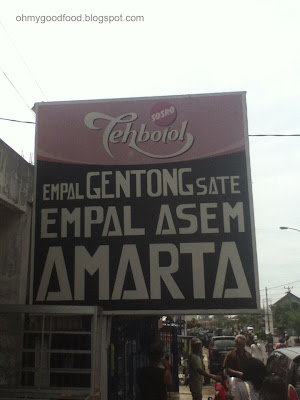 ohmygoodfood.blogspot.com
SOSRO
Tehbotol
EMPAL GENTONG SATE
EMPAL ASEM
AMARTA